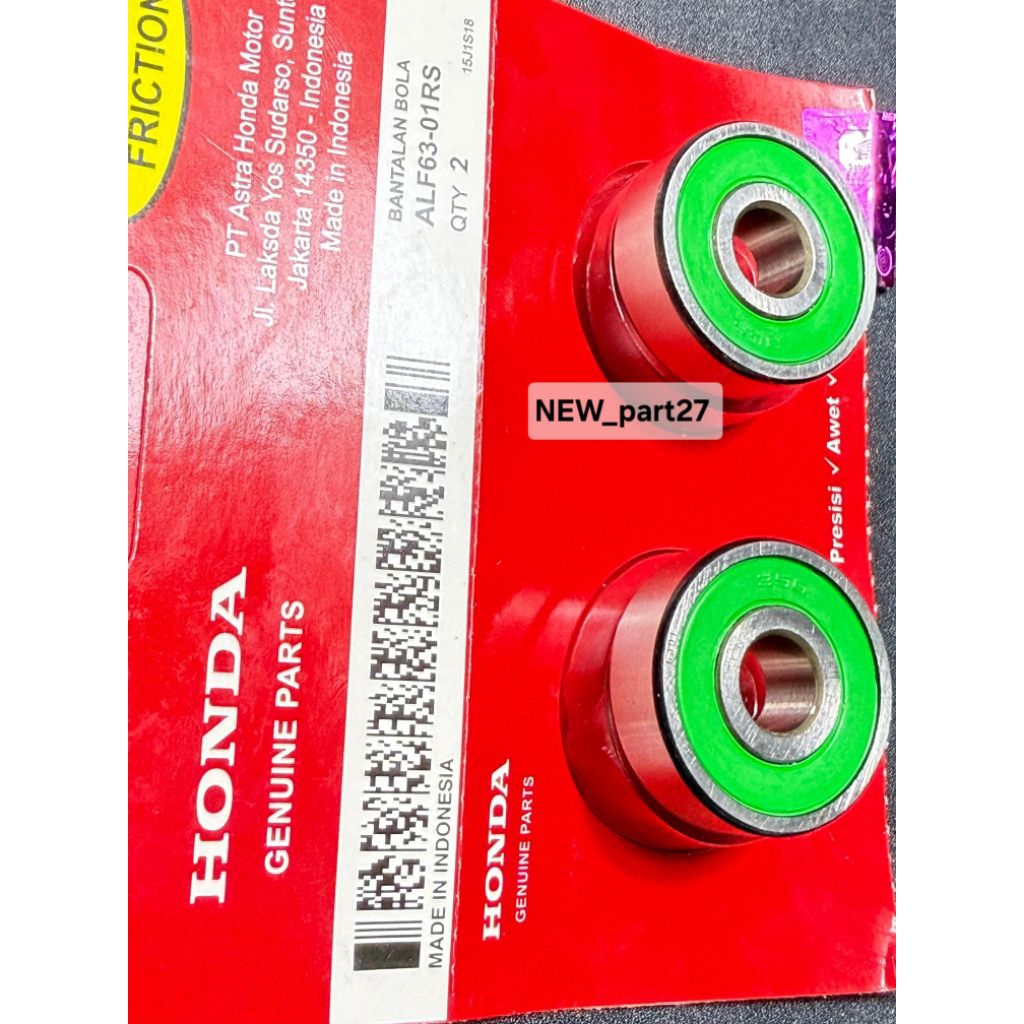 FRICTION
PT Astra Honda Motor
Jl. Laksda Yos Sudarso, Sunt
Jakarta 14350 - Indonesia
Made in Indonesia
HONDA
GENUINE PARTS
15J1S18
BANTALAN BOLA
ALF63-01RS
QTY 2
MADE IN INDONESIA
HONDA
GENUINE PARTS
Presisi ✓ Awet ✓
NEW_part27